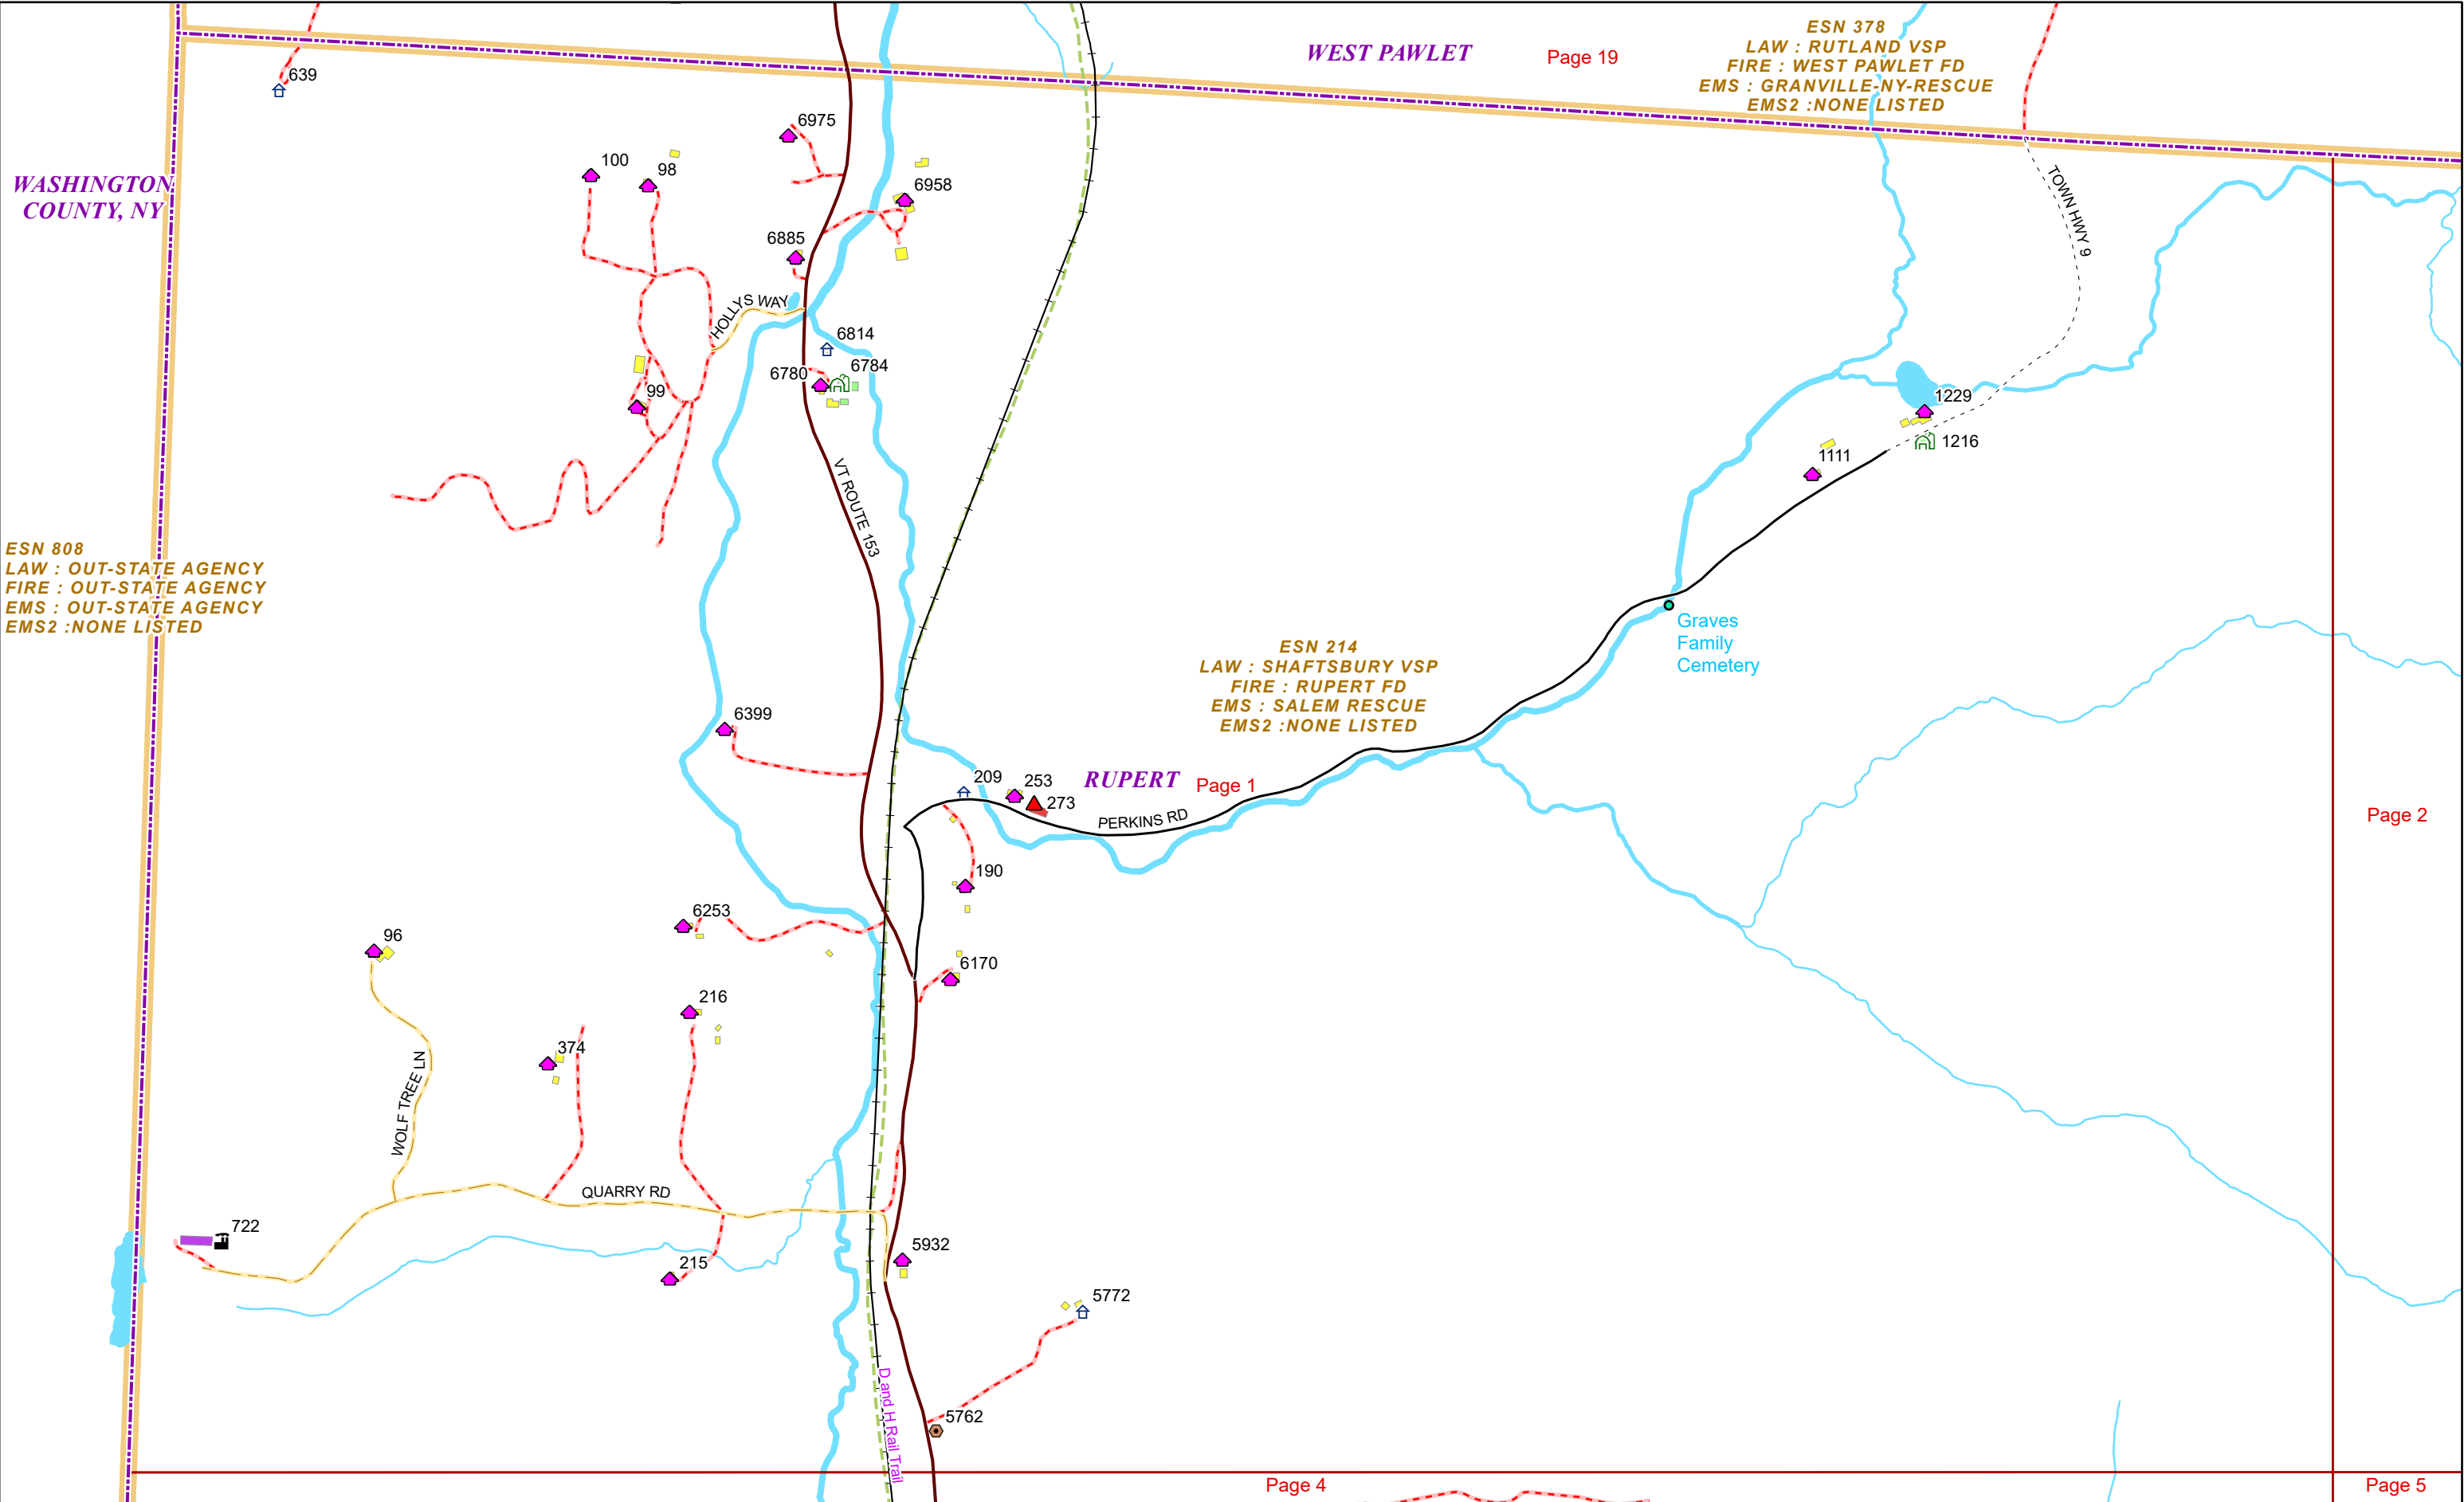 ESN 378
LAW : RUTLAND VSP
FIRE : WEST PAWLET FD
EMS : GRANVILLE-NY-RESCUE
EMS2 :NONE LISTED
WEST PAWLET
Page 19
639
6975
100
98
WASHINGTON
COUNTY, NY
6958
TOWN HWY 9
6885
HOLLYS WAY
6814
6784
6780
99
1229
1216
1111
VT ROUTE 153
ESN 808
LAW : OUT-STATE AGENCY
FIRE : OUT-STATE AGENCY
EMS : OUT-STATE AGENCY
EMS2 :NONE LISTED
Graves
Family
Cemetery
ESN 214
LAW : SHAFTSBURY VSP
FIRE : RUPERT FD
EMS : SALEM RESCUE
EMS2 :NONE LISTED
6399
209
253
273
RUPERT
Page 1
PERKINS RD
Page 2
190
6253
96
6170
216
374
WOLF TREE LN
QUARRY RD
722
215
5932
5772
D and H Rail Trail
5762
Page 4
Page 5